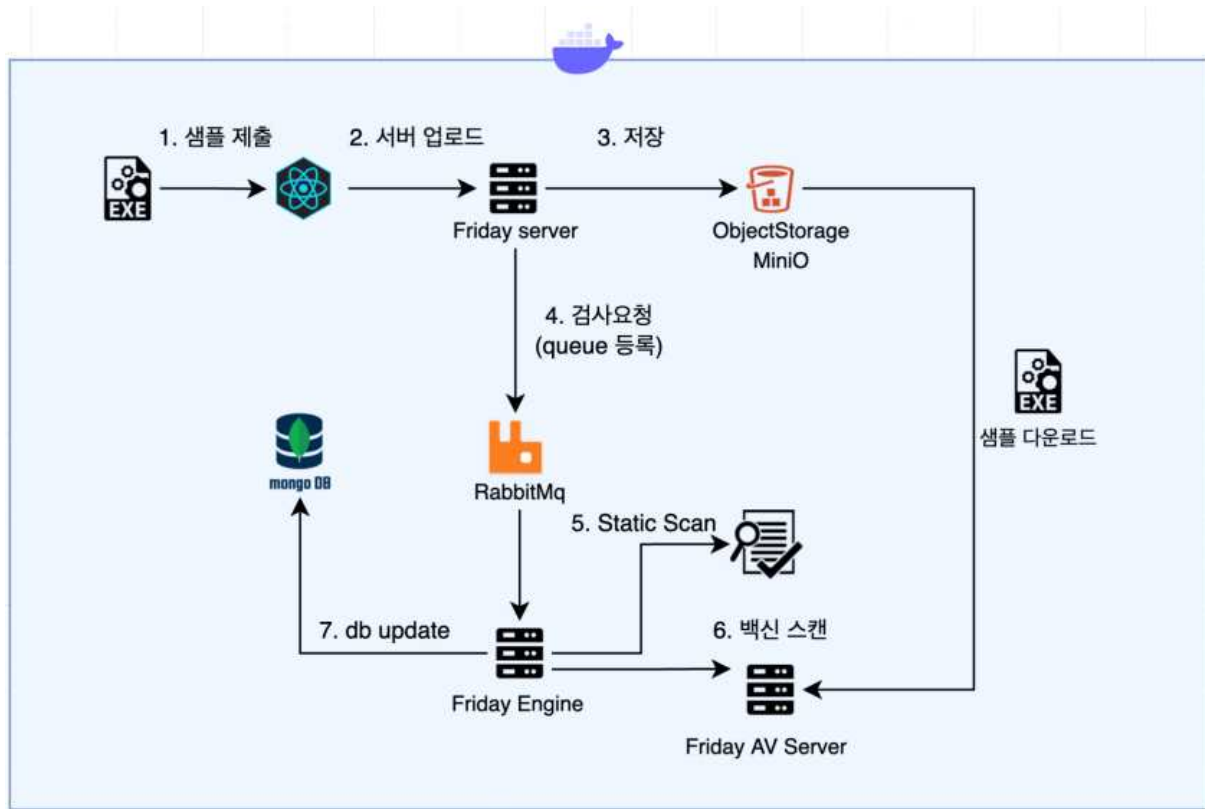 1. 샘플 제출
2. 서버 업로드
3. 저장
EXE
Friday server
ObjectStorage
MiniO
4. 검사요청
(queue 등록)
EXE
샘플 다운로드
mongo DB
RabbitMq
5. Static Scan
7. db update
6. 백신 스캔
Friday Engine
Friday AV Server